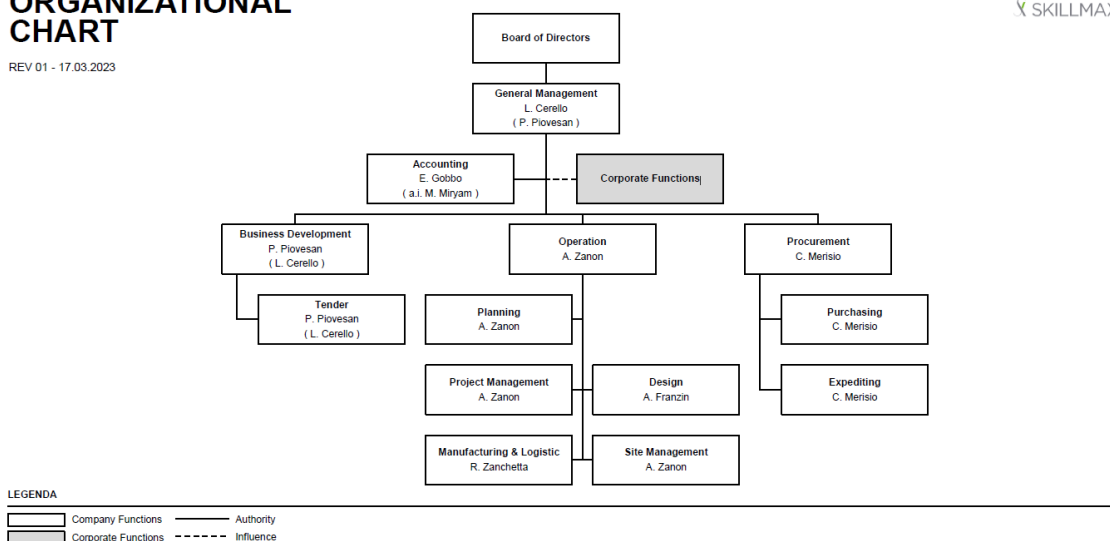 ORGANIZATIONAL
CHART
REV 01 - 17.03.2023
SKILLMAX
Board of Directors
General Management
L. Cerello
( P. Piovesan )
Accounting
E. Gobbo
( a.i. M. Miryam )
Corporate Functions
Business Development
P. Piovesan
( L. Cerello )
Operation
A. Zanon
Procurement
C. Merisio
Tender
P. Piovesan
( L. Cerello )
Planning
A. Zanon
Purchasing
C. Merisio
Project Management
A. Zanon
Design
A. Franzin
Expediting
C. Merisio
Manufacturing & Logistic
R. Zanchetta
Site Management
A. Zanon
LEGENDA
Company Functions
Authority
Corporate Functions
Influence